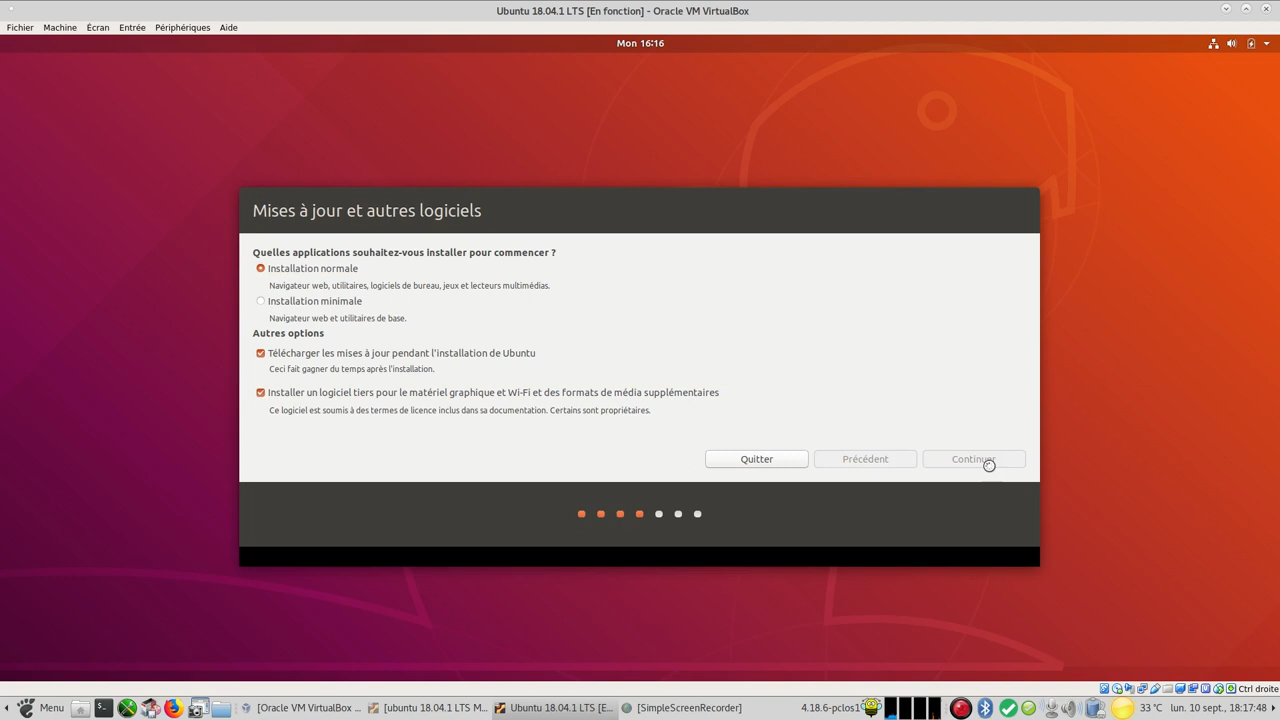 Ubuntu 18.04.1 LTS [En fonction] - Oracle VM VirtualBox
Fichier Machine Écran Entrée Périphériques Aide
Mon 16:16
Mises à jour et autres logiciels
Quelles applications souhaitez-vous installer pour commencer ?
Installation normale
Navigateur web, utilitaires, logiciels de bureau, jeux et lecteurs multimédias.
Installation minimale
Navigateur web et utilitaires de base.
Autres options
Télécharger les mises à jour pendant l'installation de Ubuntu
Ceci fait gagner du temps après l'installation.
Installer un logiciel tiers pour le matériel graphique et Wi-Fi et des formats de média supplémentaires
Ce logiciel est soumis à des termes de licence inclus dans sa documentation. Certains sont propriétaires.
Quitter Précédent Continuer
Ctrl droite
Menu [Oracle VM VirtualBox ... [ubuntu 18.04.1 LTS M... Ubuntu 18.04.1 LTS [E... [SimpleScreenRecorder] 4.18.6-pclos1 33 °C lun. 10 sept., 18:17:48